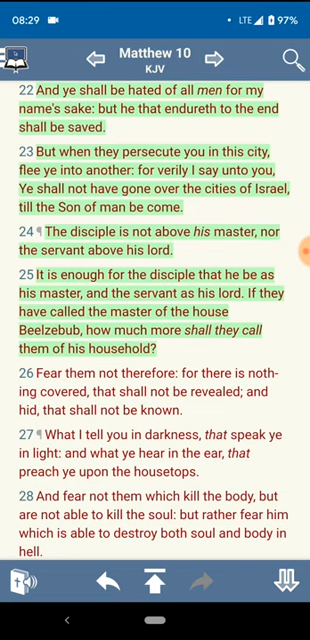 08:29
LTE 97%
Matthew 10
KJV
22 And ye shall be hated of all men for my
name's sake: but he that endureth to the end
shall be saved.
23 But when they persecute you in this city,
flee ye into another: for verily I say unto you,
Ye shall not have gone over the cities of Israel,
till the Son of man be come.
24 ¶ The disciple is not above his master, nor
the servant above his lord.
25 It is enough for the disciple that he be as
his master, and the servant as his lord. If they
have called the master of the house
Beelzebub, how much more shall they call
them of his household?
26 Fear them not therefore: for there is noth-
ing covered, that shall not be revealed; and
hid, that shall not be known.
27 ¶ What I tell you in darkness, that speak ye
in light: and what ye hear in the ear, that
preach ye upon the housetops.
28 And fear not them which kill the body, but
are not able to kill the soul: but rather fear him
which is able to destroy both soul and body in
hell.